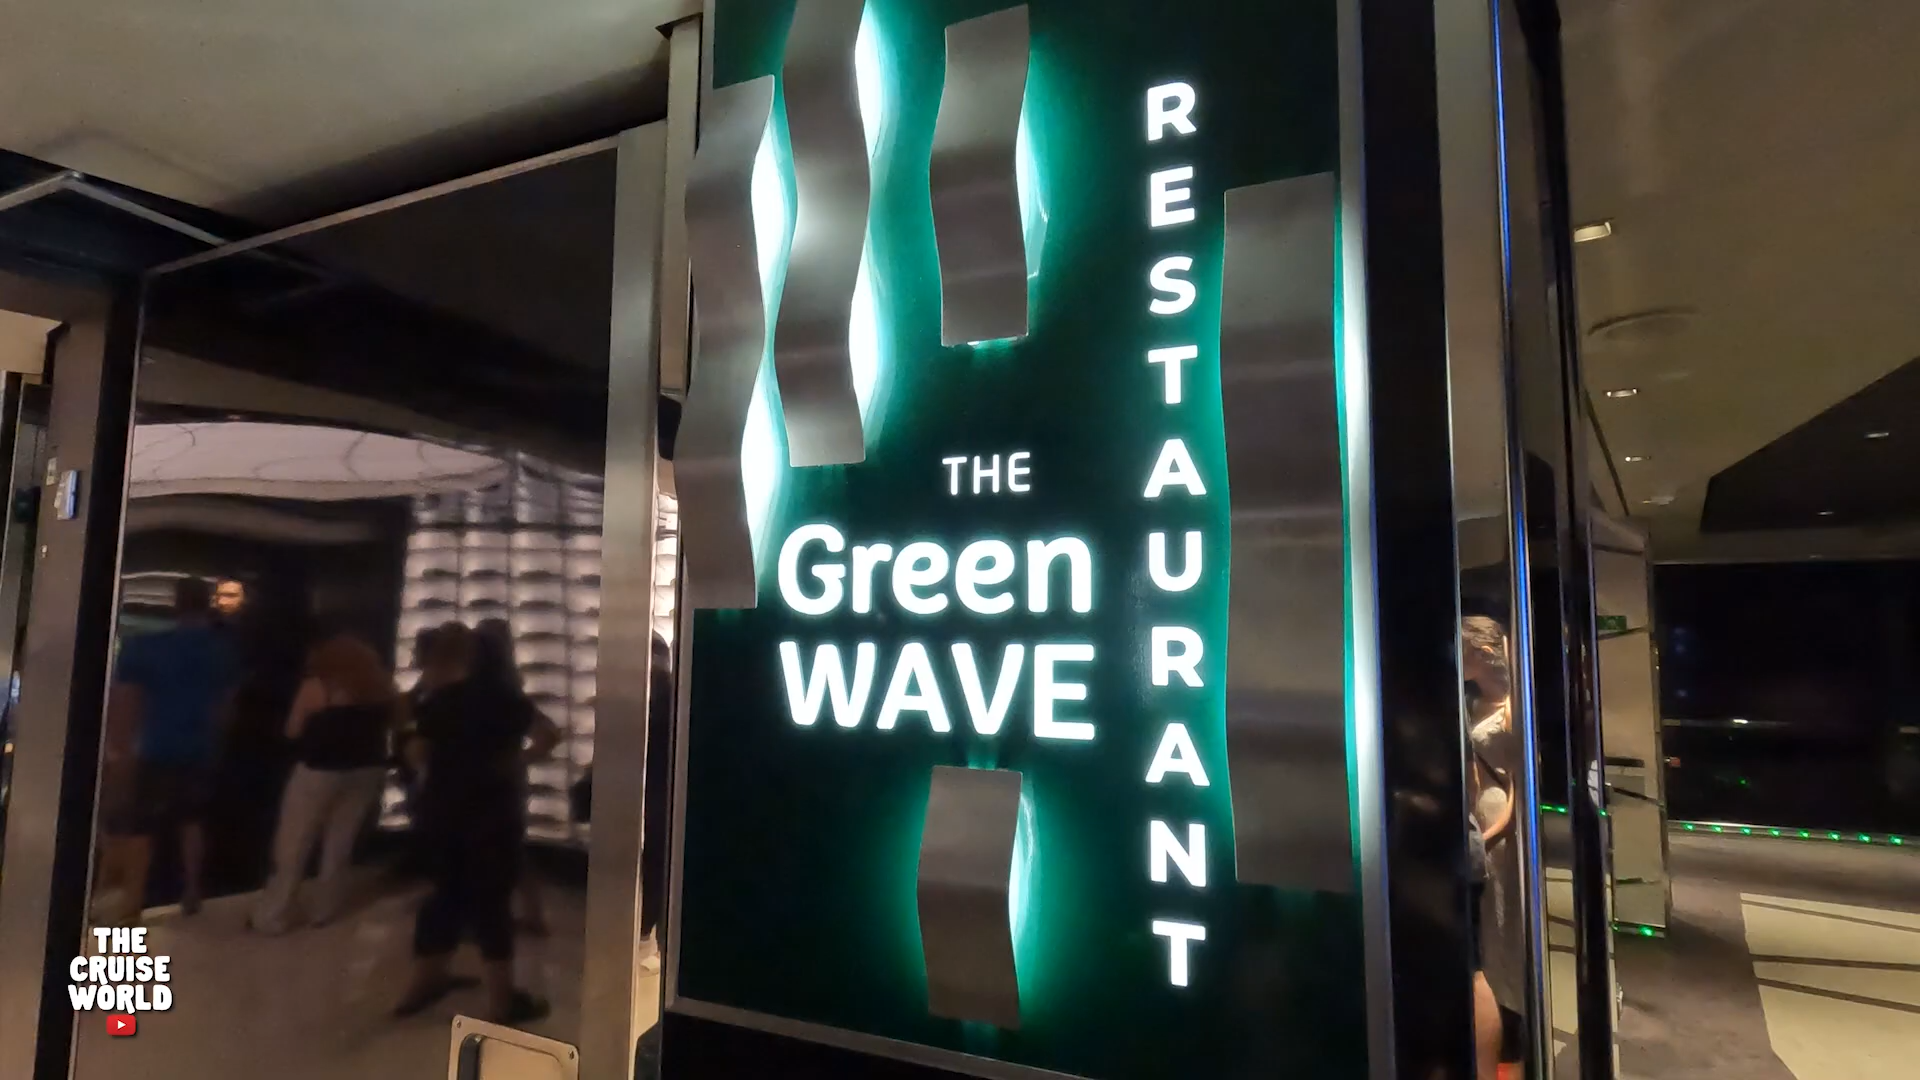 THE
Green
WAVE
RESTAURANT
THE
CRUISE
WORLD